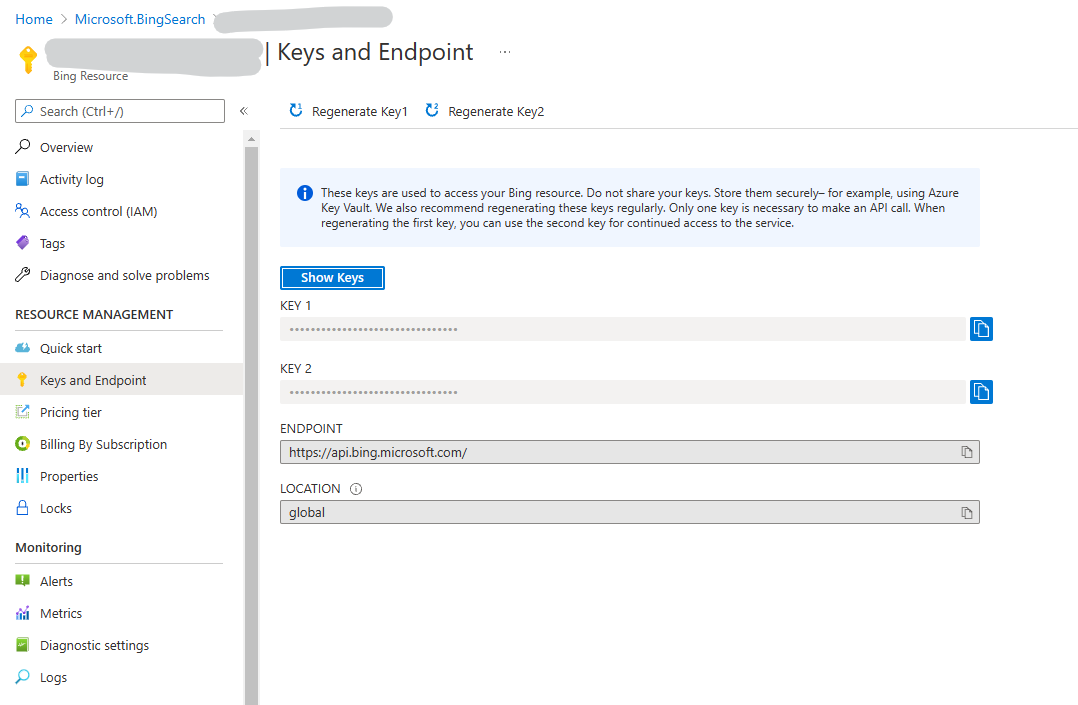 Home > Microsoft.BingSearch >
| Keys and Endpoint ...
Bing Resource
Search (Ctrl+/)
«
Overview
Activity log
Access control (IAM)
Tags
Diagnose and solve problems
RESOURCE MANAGEMENT
Quick start
Keys and Endpoint
Pricing tier
Billing By Subscription
Properties
Locks
Monitoring
Alerts
Metrics
Diagnostic settings
Logs
Regenerate Key1
Regenerate Key2
These keys are used to access your Bing resource. Do not share your keys. Store them securely– for example, using Azure
Key Vault. We also recommend regenerating these keys regularly. Only one key is necessary to make an API call. When
regenerating the first key, you can use the second key for continued access to the service.
Show Keys
KEY 1
••••••••••••••••••••••••••••••••
KEY 2
••••••••••••••••••••••••••••••••
ENDPOINT
https://api.bing.microsoft.com/
LOCATION
global